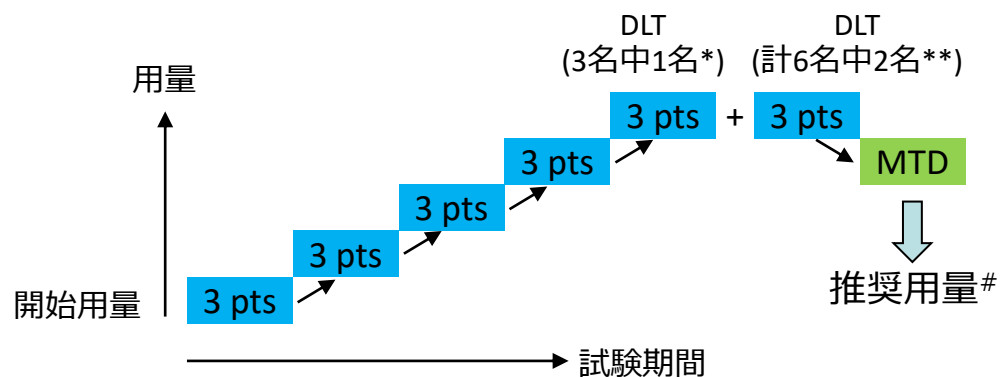 DLT
(3名中1名*)
DLT
(計6名中2名**)
用量
3 pts
+
3 pts
3 pts
MTD
3 pts
3 pts
3 pts
開始用量
推奨用量#
試験期間